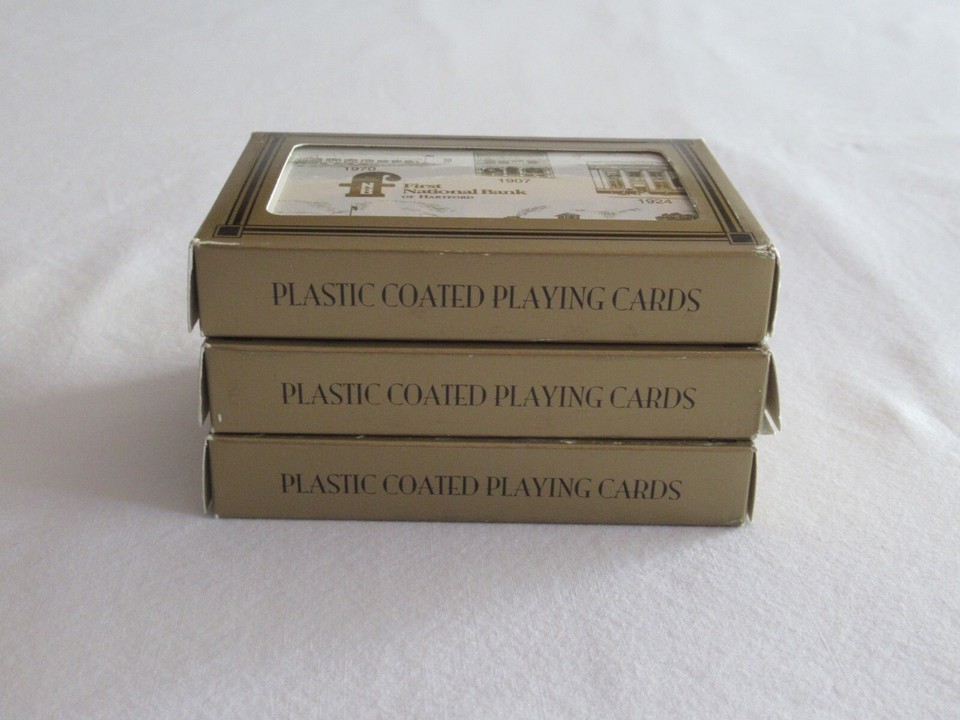 1970
1907
First
National Bank
OF HARTFORD
1924
PLASTIC COATED PLAYING CARDS
PLASTIC COATED PLAYING CARDS
PLASTIC COATED PLAYING CARDS